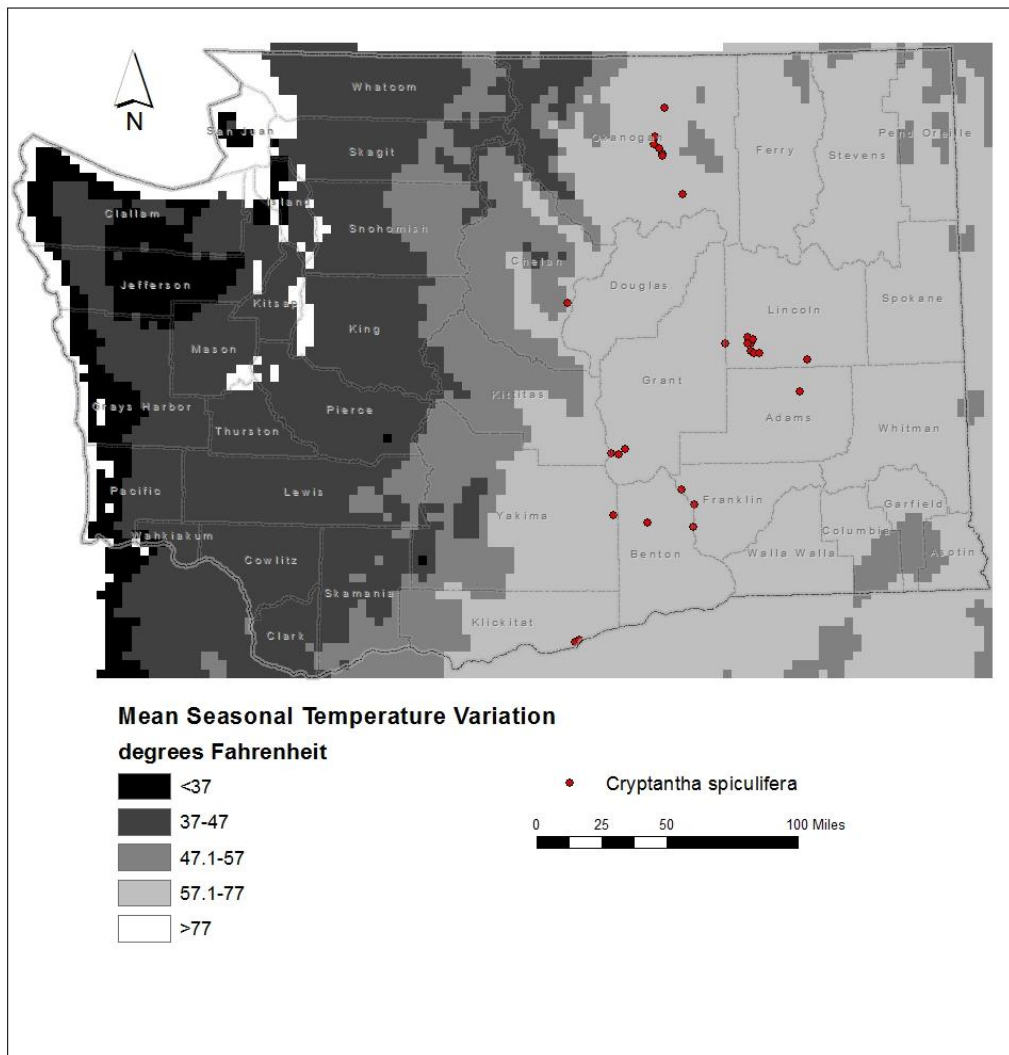 N
Whatcom
San Juan
Okanogan
Pend Oreille
Skagit
Ferry
Stevens
Island
Clallam
Snohomish
Chelan
Jefferson
Douglas
Kitsap
Lincoln
Spokane
King
Mason
Grant
Kittitas
Grays Harbor
Pierce
Adams
Thurston
Whitman
Pacific
Lewis
Franklin
Garfield
Yakima
Columbia
Wahkiakum
Benton
Walla Walla
Asotin
Cowlitz
Skamania
Klickitat
Clark
Mean Seasonal Temperature Variation
degrees Fahrenheit
<37
37-47
47.1-57
57.1-77
>77
Cryptantha spiculifera
0 25 50 100 Miles